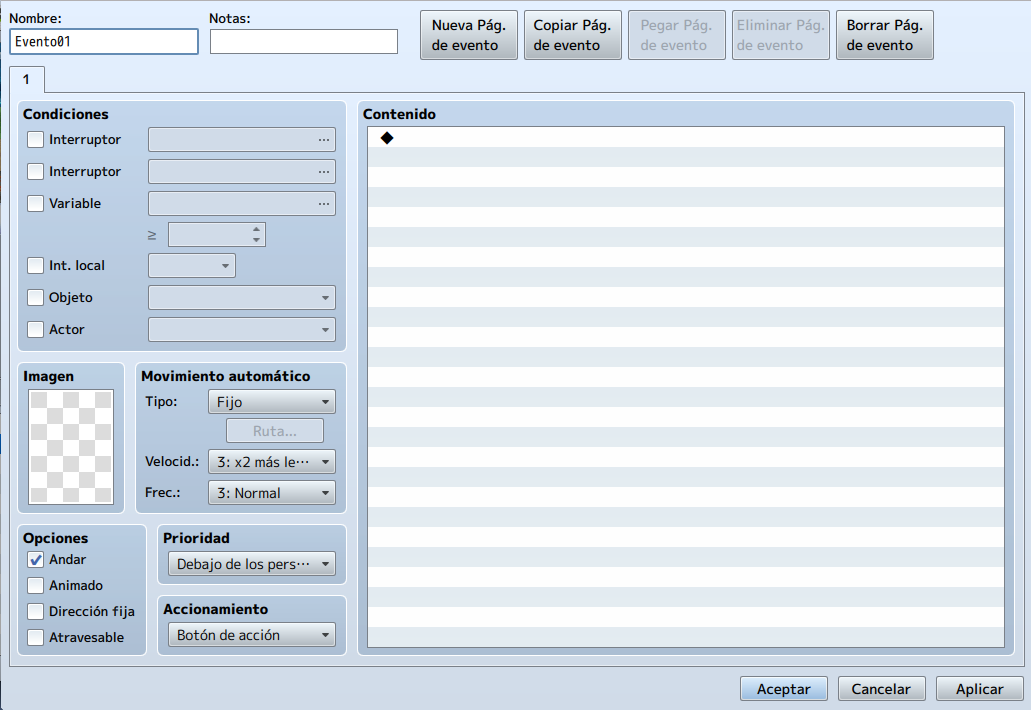 Nombre:
Notas:
Evento01
Nueva Pág.
de evento
Copiar Pág.
de evento
Pegar Pág.
de evento
Eliminar Pág.
de evento
Borrar Pág.
de evento
1
Condiciones
Interruptor
...
Interruptor
...
Variable
...
≥
Int. local
Objeto
Actor
Imagen
Movimiento automático
Tipo:
Fijo
Ruta...
Velocid.:
3: x2 más le···
Frec.:
3: Normal
Opciones
Andar
Animado
Dirección fija
Atravesable
Prioridad
Debajo de los pers···
Accionamiento
Botón de acción
Contenido
◆
Aceptar
Cancelar
Aplicar